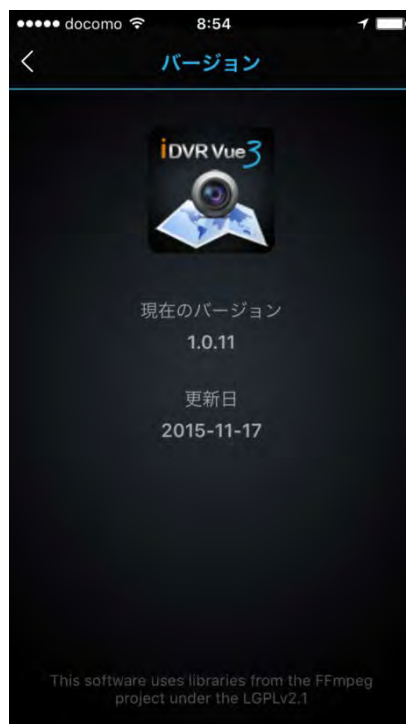 docomo 8:54
バージョン
iDVR Vue3
現在のバージョン
1.0.11
更新日
2015-11-17
This software uses libraries from the FFmpeg
project under the LGPLv2.1